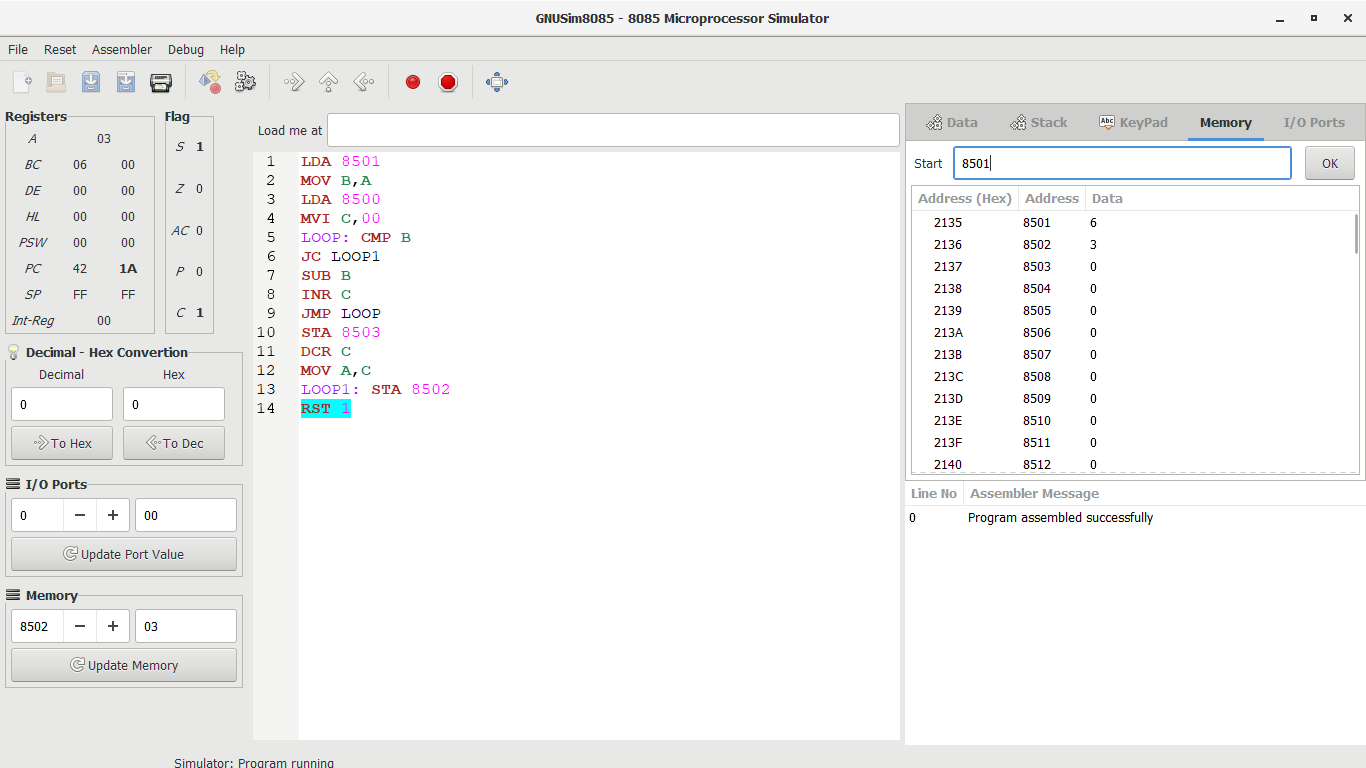 GNUSim8085 - 8085 Microprocessor Simulator
File Reset Assembler Debug Help
Registers
A 03
BC 06 00
DE 00 00
HL 00 00
PSW 00 00
PC 42 1A
SP FF FF
Int-Reg 00
Flag
S 1
Z 0
AC 0
P 0
C 1
Decimal - Hex Convertion
Decimal Hex
0 0
To Hex To Dec
I/O Ports
0 − + 00
Update Port Value
Memory
8502 − + 03
Update Memory
Load me at
1 LDA 8501
2 MOV B,A
3 LDA 8500
4 MVI C,00
5 LOOP: CMP B
6 JC LOOP1
7 SUB B
8 INR C
9 JMP LOOP
10 STA 8503
11 DCR C
12 MOV A,C
13 LOOP1: STA 8502
14 RST 1
Data Stack Abc KeyPad Memory I/O Ports
Start 8501 OK
Address (Hex) Address Data
2135 8501 6
2136 8502 3
2137 8503 0
2138 8504 0
2139 8505 0
213A 8506 0
213B 8507 0
213C 8508 0
213D 8509 0
213E 8510 0
213F 8511 0
2140 8512 0
Line No Assembler Message
0 Program assembled successfully
Simulator: Program running